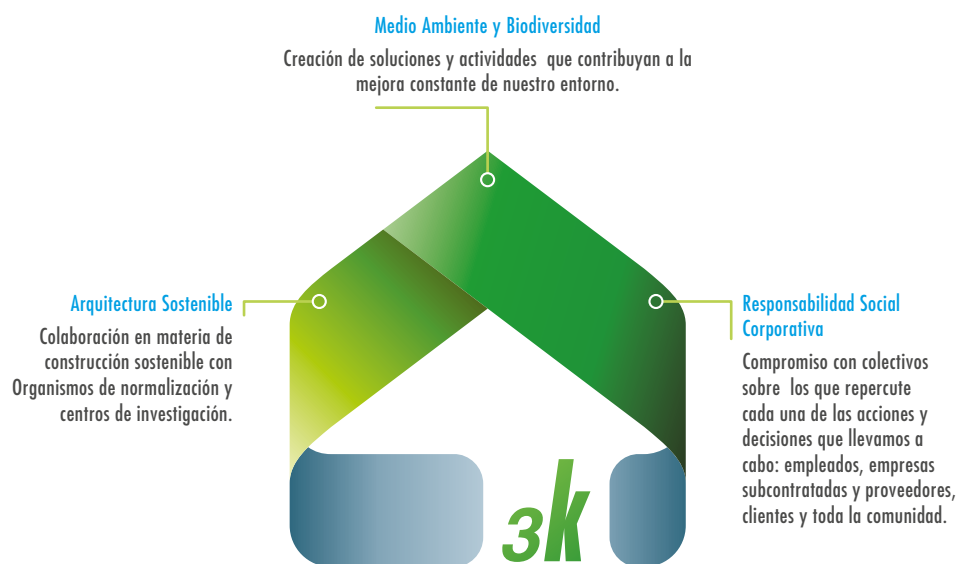 Medio Ambiente y Biodiversidad
Creación de soluciones y actividades que contribuyan a la
mejora constante de nuestro entorno.
Arquitectura Sostenible
Colaboración en materia de
construcción sostenible con
Organismos de normalización y
centros de investigación.
Responsabilidad Social
Corporativa
Compromiso con colectivos
sobre los que repercute
cada una de las acciones y
decisiones que llevamos a
cabo: empleados, empresas
subcontratadas y proveedores,
clientes y toda la comunidad.
3k